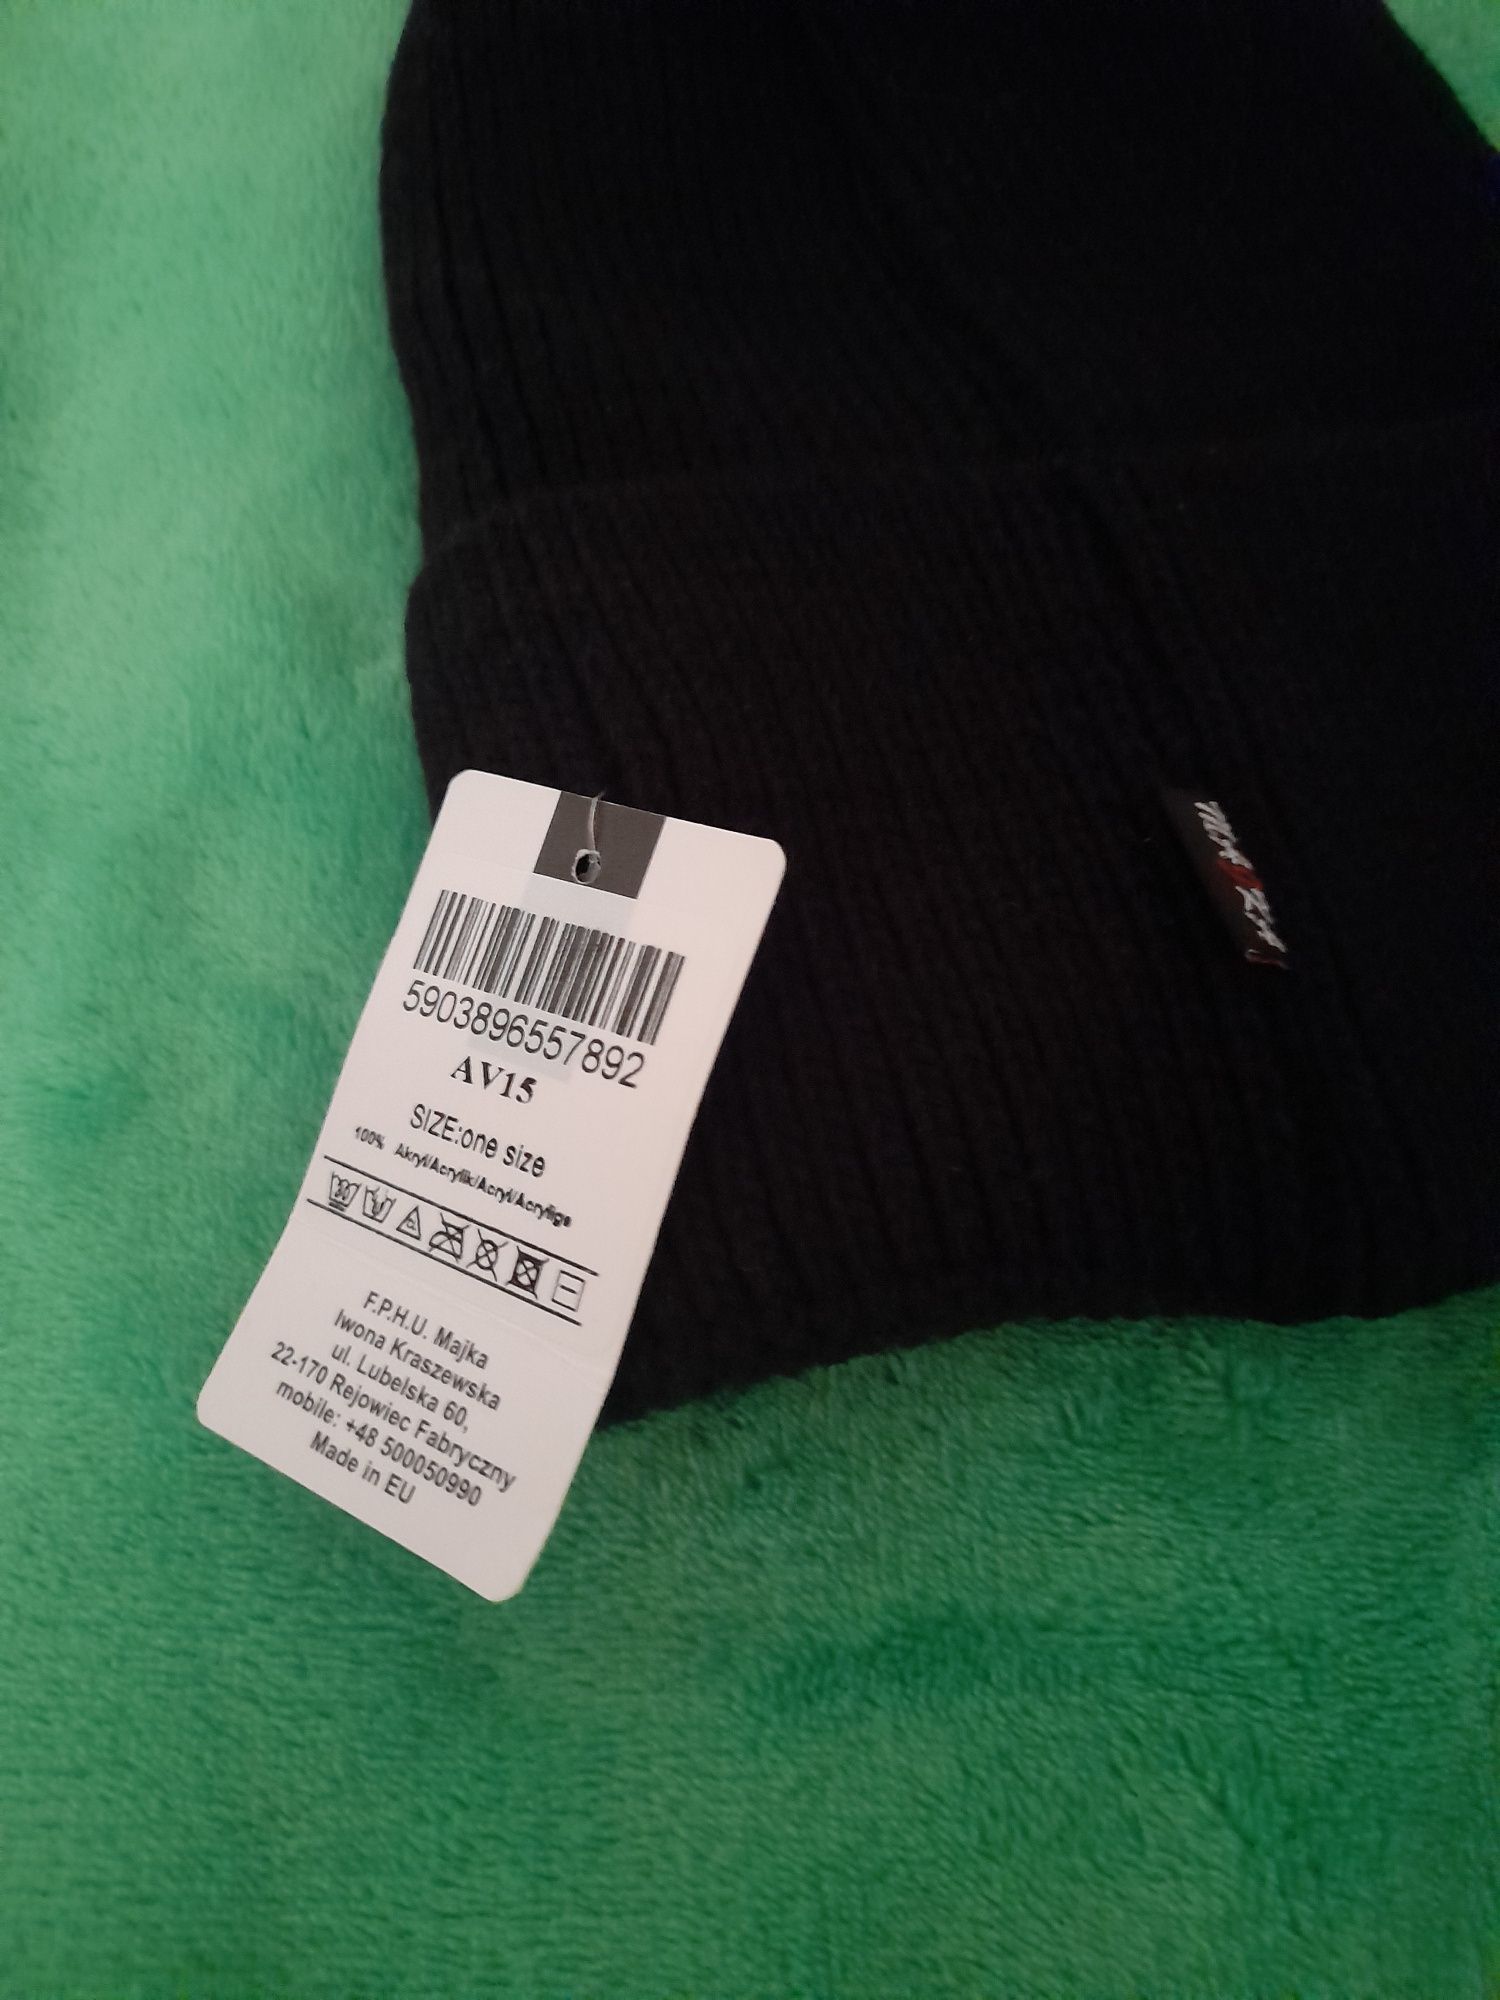 5903896557892
AV15
SIZE:one size
100% Akryl/Acrylik/Acryl/Acrylige
30
F.P.H.U. Majka
Iwona Kraszewska
ul. Lubelska 60,
22-170 Rejowiec Fabryczny
mobile: +48 500050990
Made in EU